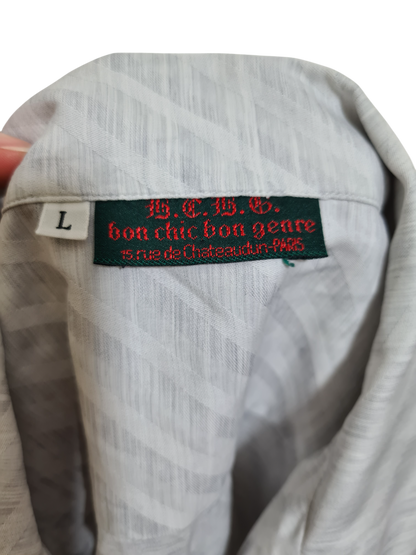 L
B.C.B.G.
bon chic bon genre
15, rue de Chateaudun-PARIS